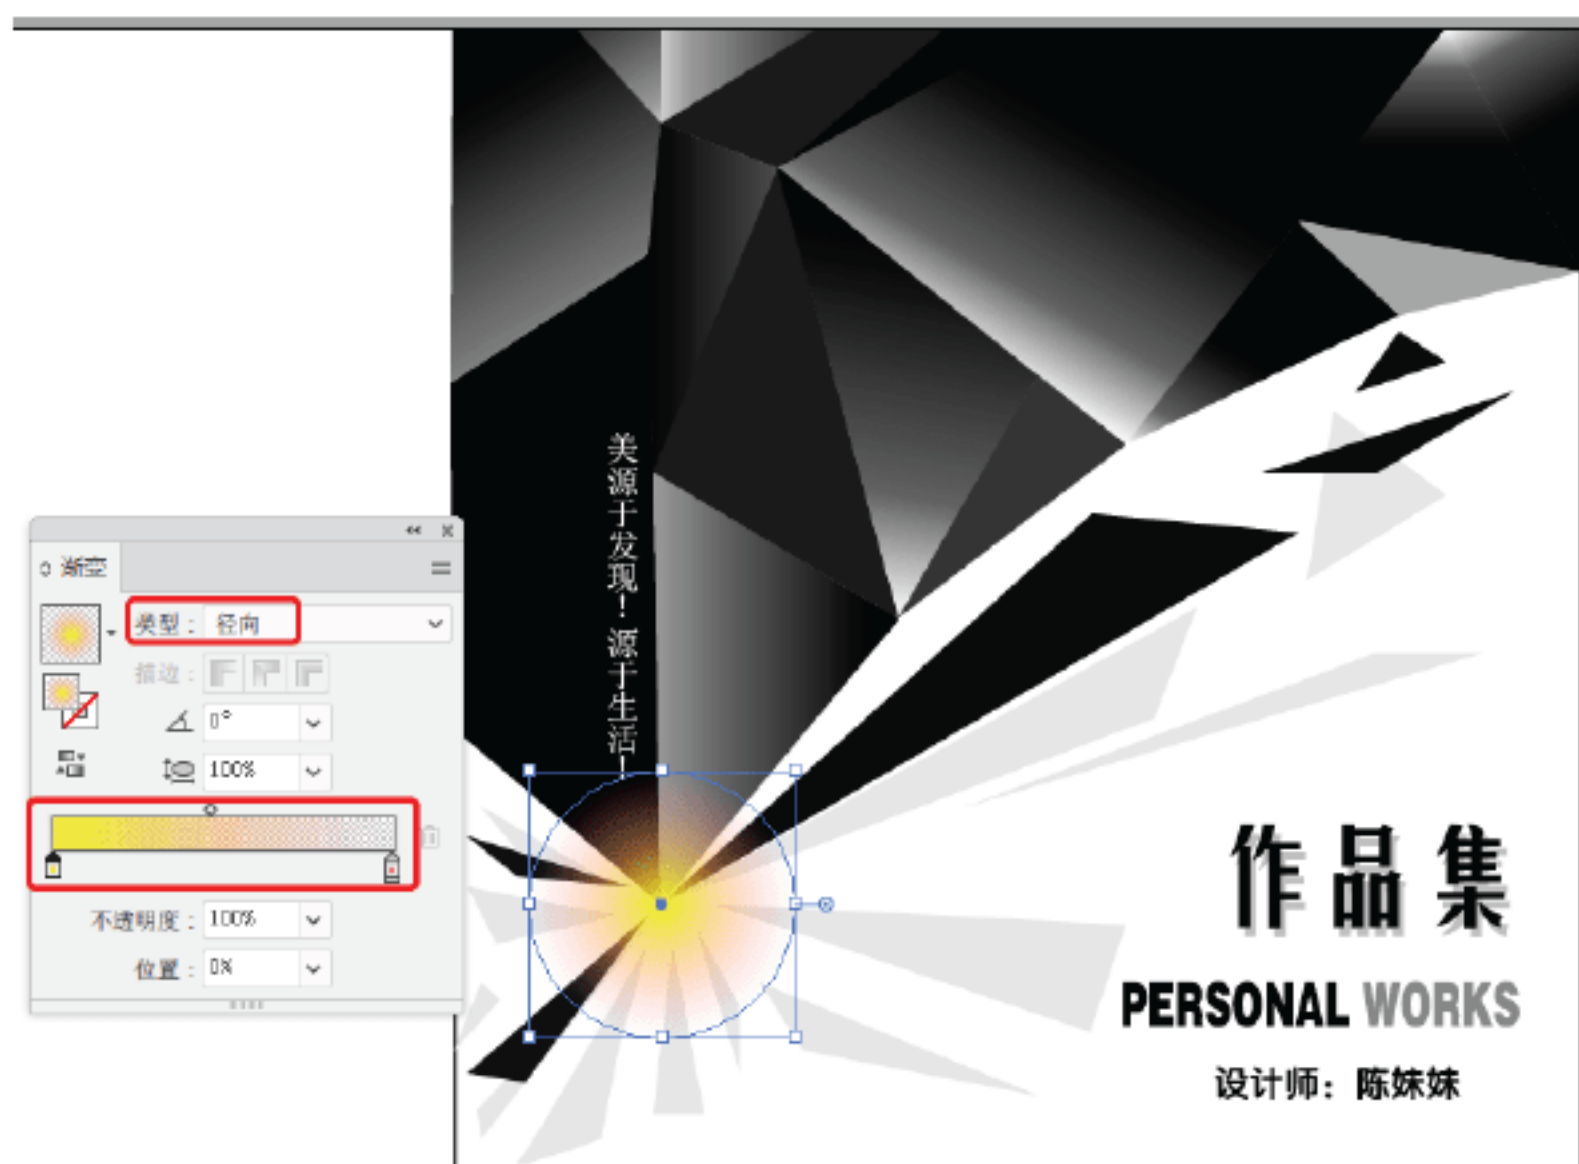 渐变
类型： 径向
描边：
0°
100%
不透明度： 100%
位置： 0%
美源于发现！源于生活！
作品集
PERSONAL WORKS
设计师：陈妹妹